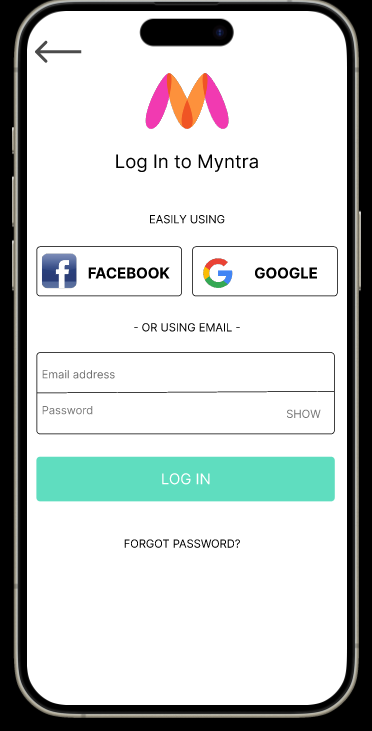 Log In to Myntra
EASILY USING
FACEBOOK
GOOGLE
- OR USING EMAIL -
Email address
Password
SHOW
LOG IN
FORGOT PASSWORD?